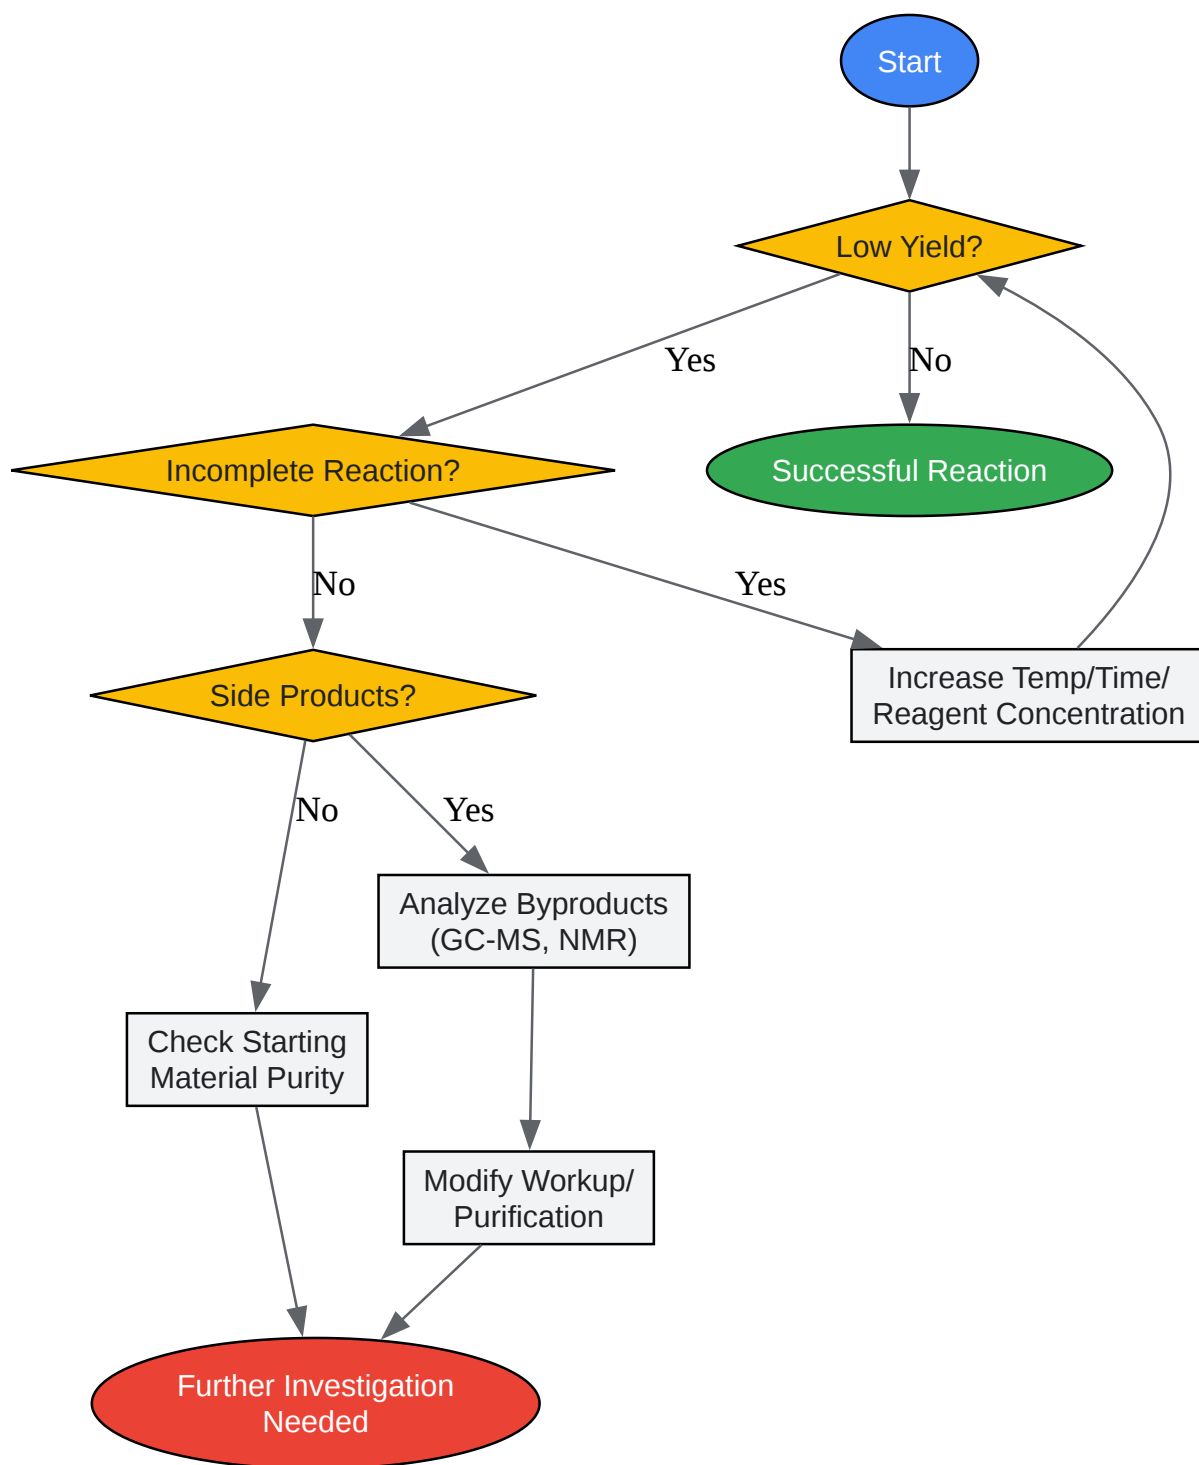 Start
Low Yield?
Yes
No
Incomplete Reaction?
Successful Reaction
No
Yes
Side Products?
Increase Temp/Time/
Reagent Concentration
No
Yes
Analyze Byproducts
(GC-MS, NMR)
Check Starting
Material Purity
Modify Workup/
Purification
Further Investigation
Needed